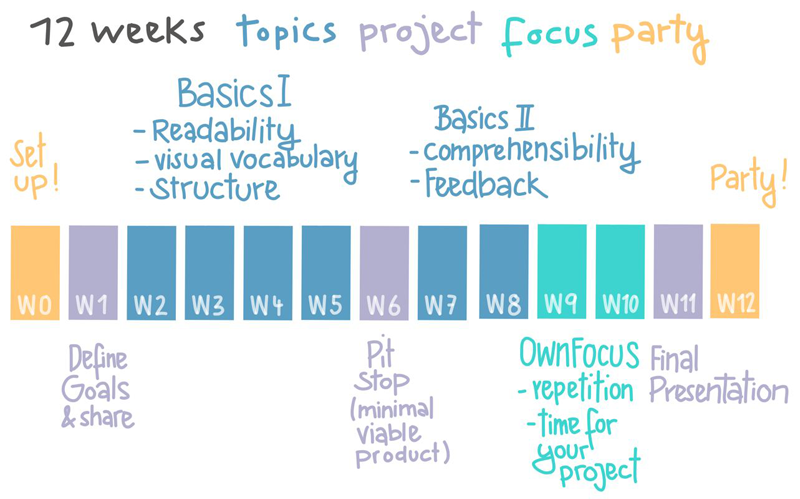 12 weeks topics project focus party
Basics I
- Readability
- visual vocabulary
- Structure
Basics II
- comprehensibility
- Feedback
Set
up!
Party!
W0 W1 W2 W3 W4 W5 W6 W7 W8 W9 W10 W11 W12
Define
Goals
& share
Pit
Stop
(minimal
viable
product)
OWNFOCUS
- repetition
- time for
your
project
Final
Presentation